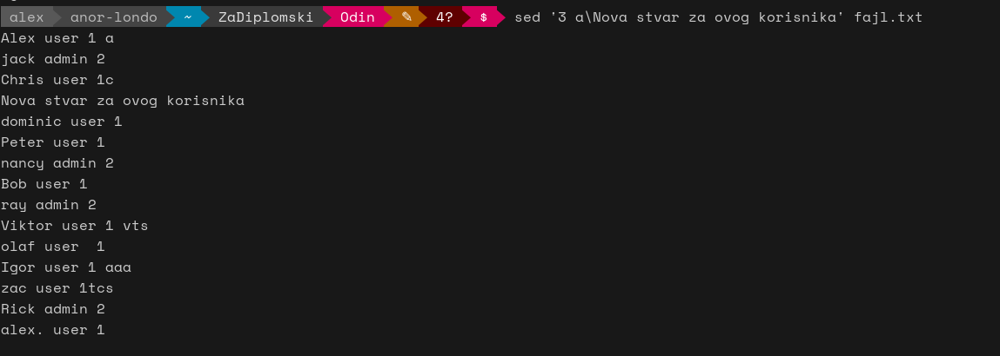 alex anor-londo ~ ZaDiplomski Odin ✎ 4? $ sed '3 a\Nova stvar za ovog korisnika' fajl.txt
Alex user 1 a
jack admin 2
Chris user 1c
Nova stvar za ovog korisnika
dominic user 1
Peter user 1
nancy admin 2
Bob user 1
ray admin 2
Viktor user 1 vts
olaf user  1
Igor user 1 aaa
zac user 1tcs
Rick admin 2
alex. user 1